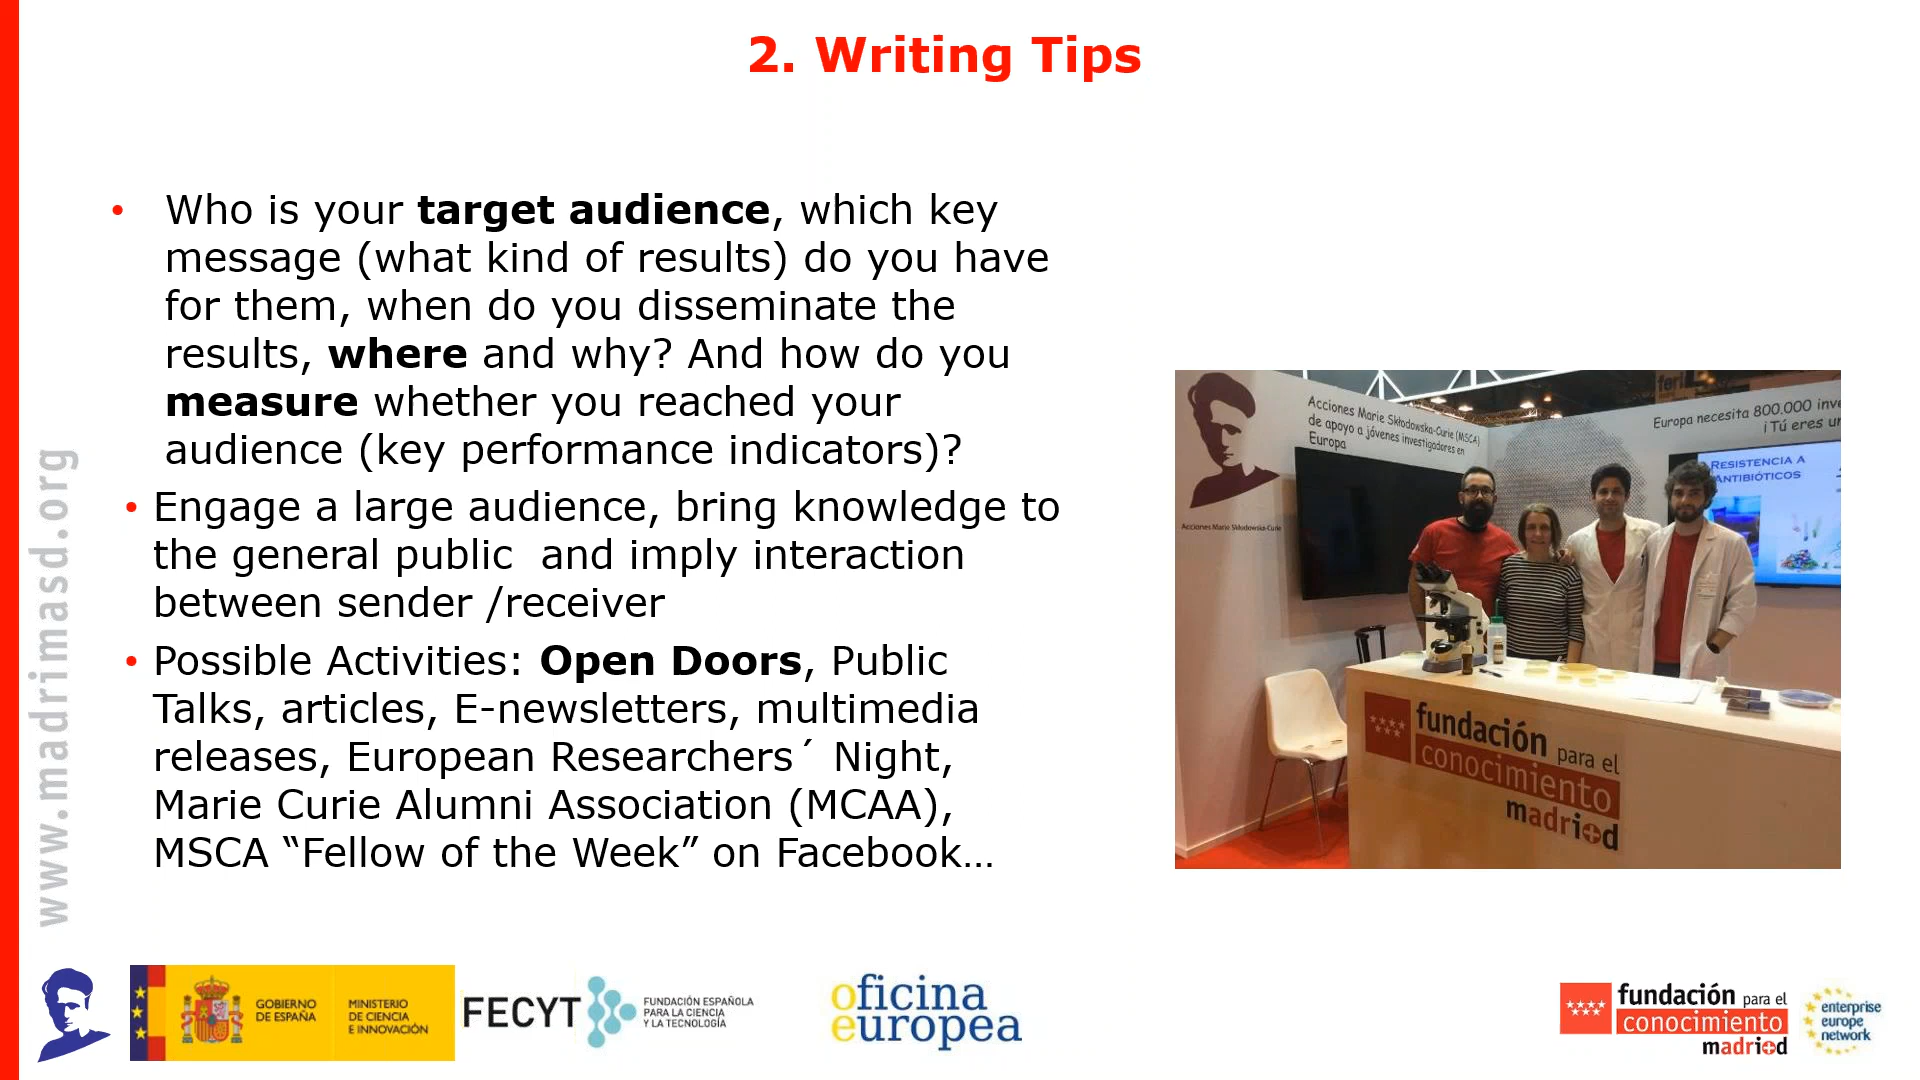 2. Writing Tips
• Who is your target audience, which key
message (what kind of results) do you have
for them, when do you disseminate the
results, where and why? And how do you
measure whether you reached your
audience (key performance indicators)?
• Engage a large audience, bring knowledge to
the general public and imply interaction
between sender /receiver
• Possible Activities: Open Doors, Public
Talks, articles, E-newsletters, multimedia
releases, European Researchers´ Night,
Marie Curie Alumni Association (MCAA),
MSCA “Fellow of the Week” on Facebook…
www.madrimasd.org
Acciones Marie Skłodowska-Curie (MSCA)
de apoyo a jóvenes investigadores en
Europa
Acciones Marie Skłodowska-Curie
Europa necesita 800.000
¡Tú eres
RESISTENCIA A
ANTIBIÓTICOS
fundación para el
conocimiento
madri+d
GOBIERNO
DE ESPAÑA
MINISTERIO
DE CIENCIA
E INNOVACIÓN
FECYT
FUNDACIÓN ESPAÑOLA
PARA LA CIENCIA
Y LA TECNOLOGÍA
oficina
europea
fundación para el
conocimiento
madri+d
enterprise
europe
network